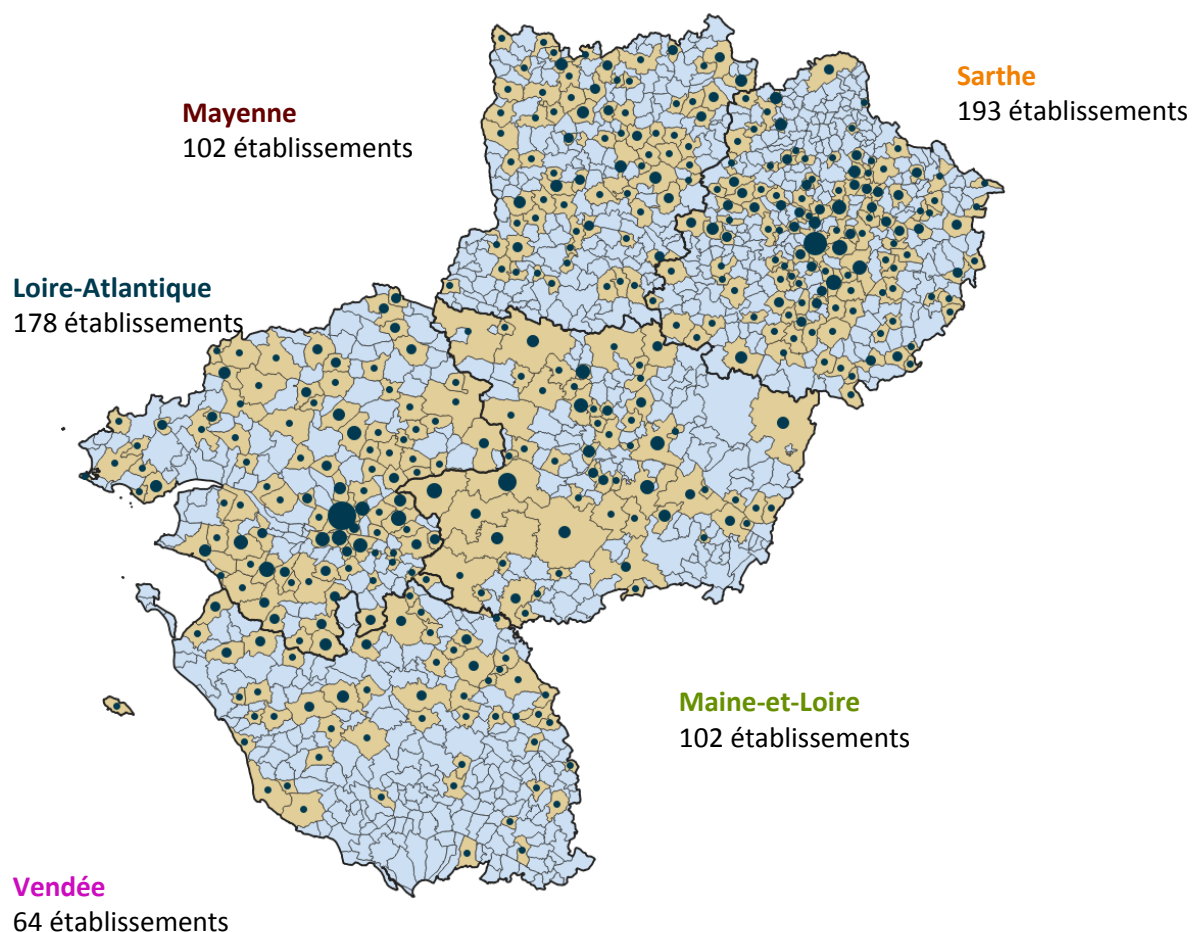 Sarthe
193 établissements
Mayenne
102 établissements
Loire-Atlantique
178 établissements
Maine-et-Loire
102 établissements
Vendée
64 établissements